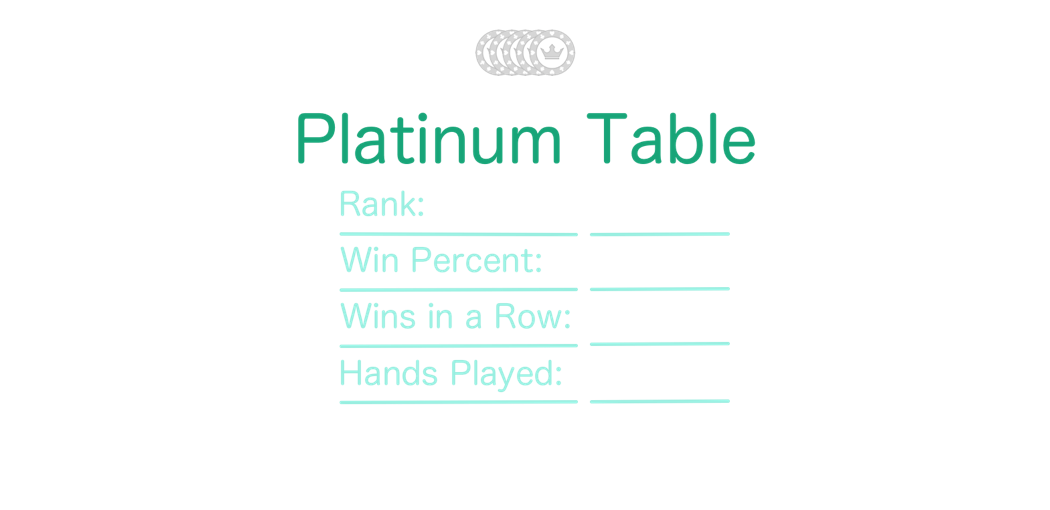 Platinum Table
Rank:
Win Percent:
Wins in a Row:
Hands Played: